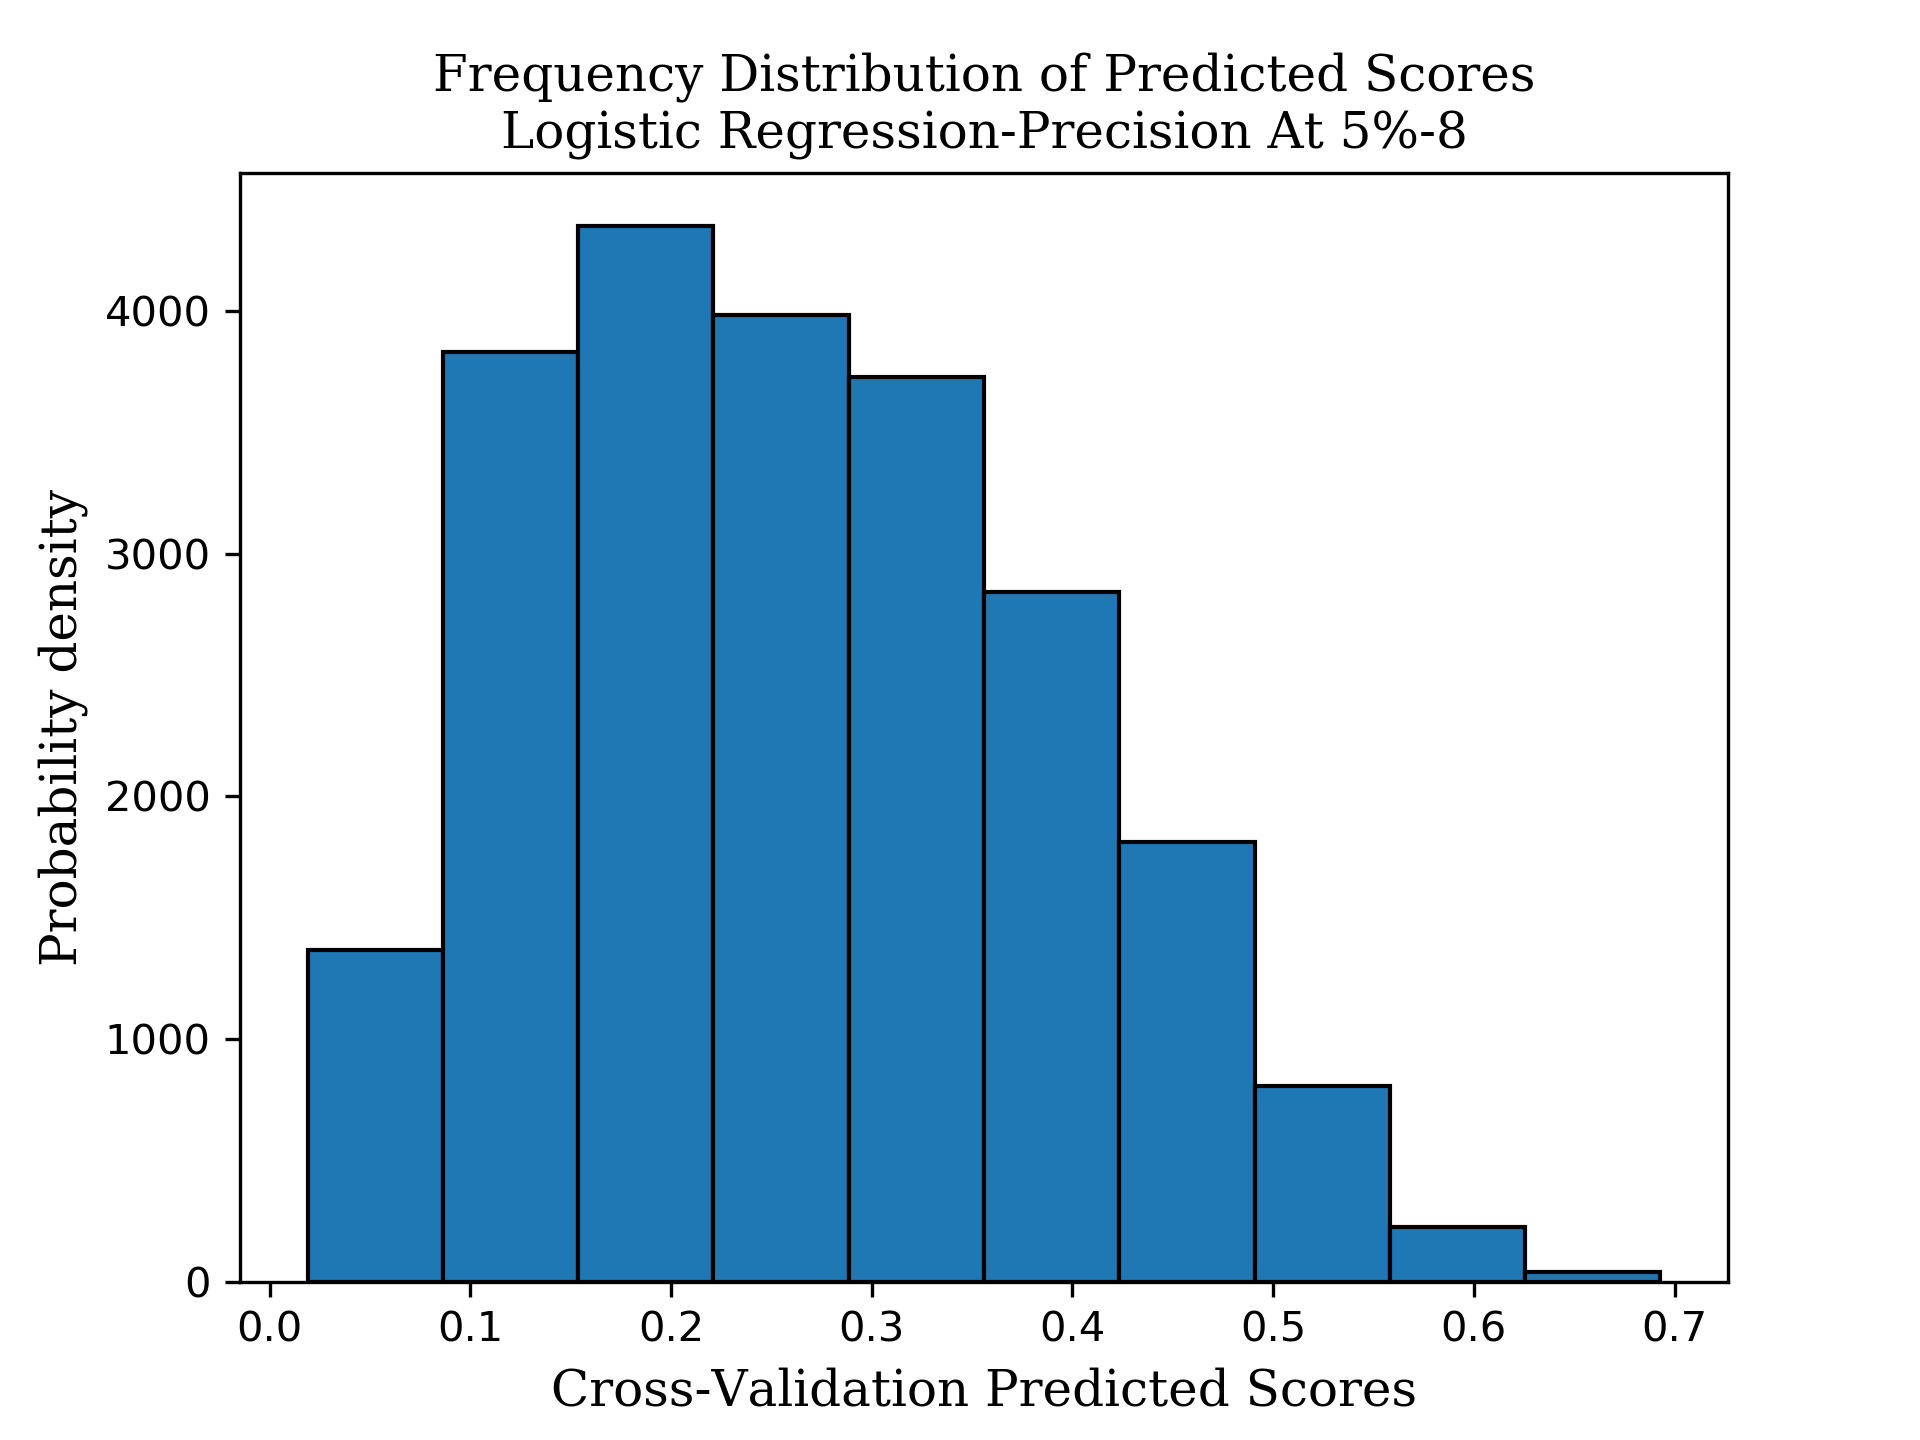 Frequency Distribution of Predicted Scores
Logistic Regression-Precision At 5%-8
Probability density
4000
3000
2000
1000
0
0.0 0.1 0.2 0.3 0.4 0.5 0.6 0.7
Cross-Validation Predicted Scores